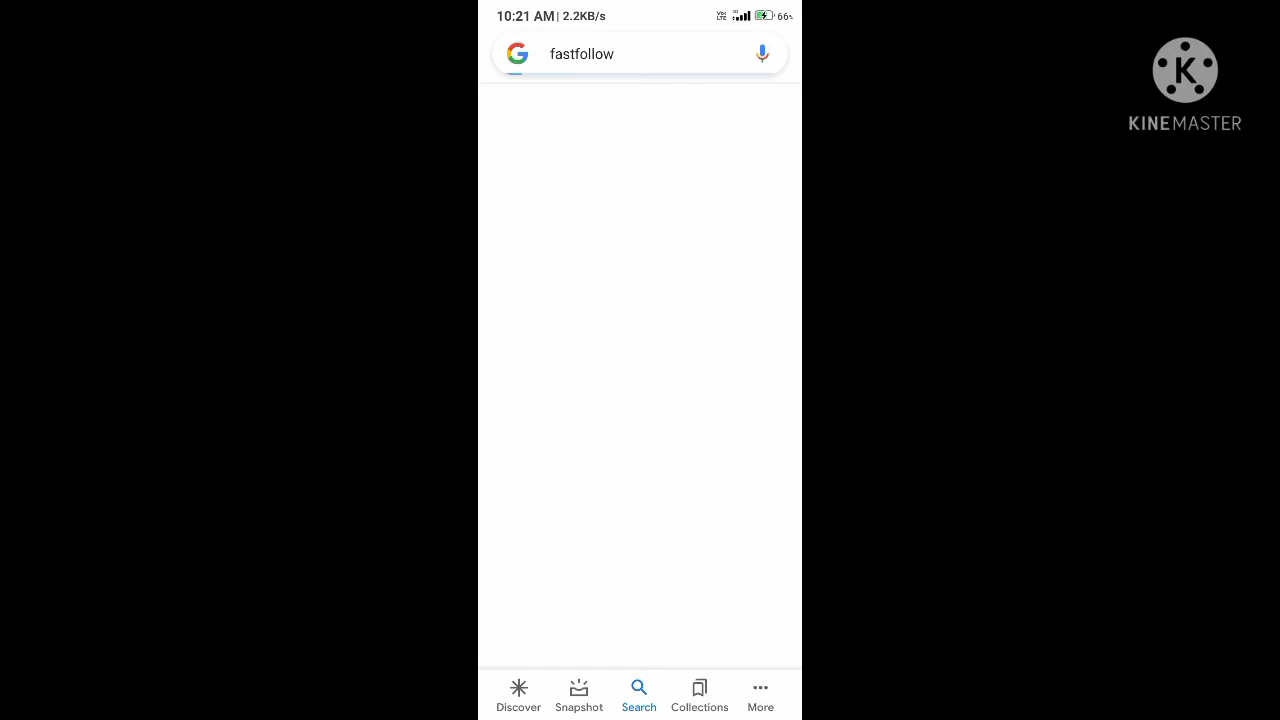 10:21 AM | 2.2KB/s
66%
fastfollow
K
KINEMASTER
Discover
Snapshot
Search
Collections
More